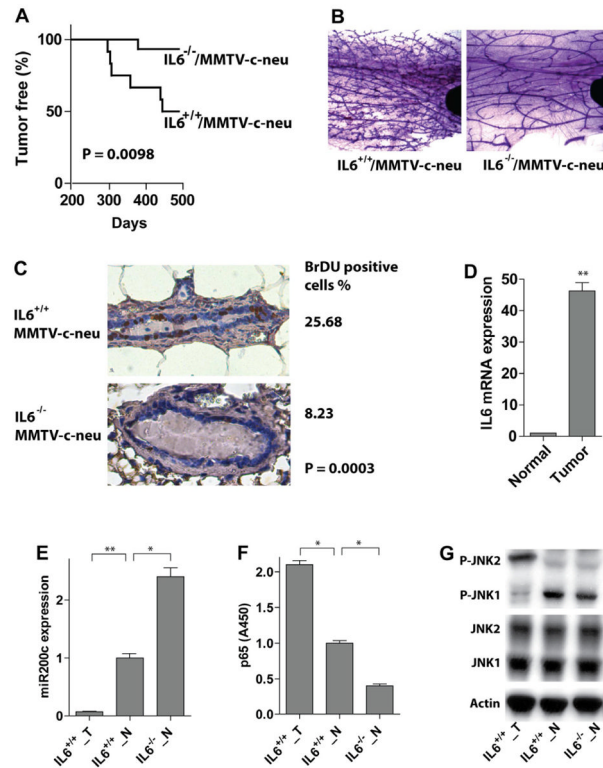 A
Tumor free (%)
100
50
0
200 300 400 500
Days
IL6-/-/MMTV-c-neu
IL6+/+/MMTV-c-neu
P = 0.0098
B
IL6+/+/MMTV-c-neu IL6-/-/MMTV-c-neu
C
IL6+/+
MMTV-c-neu
IL6-/-
MMTV-c-neu
BrDU positive
cells %
25.68
8.23
P = 0.0003
D
IL6 mRNA expression
50
40
30
20
10
0
**
Normal Tumor
E
miR200c expression
2
1
0
** *
IL6+/+_T IL6+/+_N IL6-/-_N
F
p65 (A450)
2.0
1.5
1.0
0.5
0.0
* *
IL6+/+_T IL6+/+_N IL6-/-_N
G
P-JNK2
P-JNK1
JNK2
JNK1
Actin
IL6+/+_T IL6+/+_N IL6-/-_N